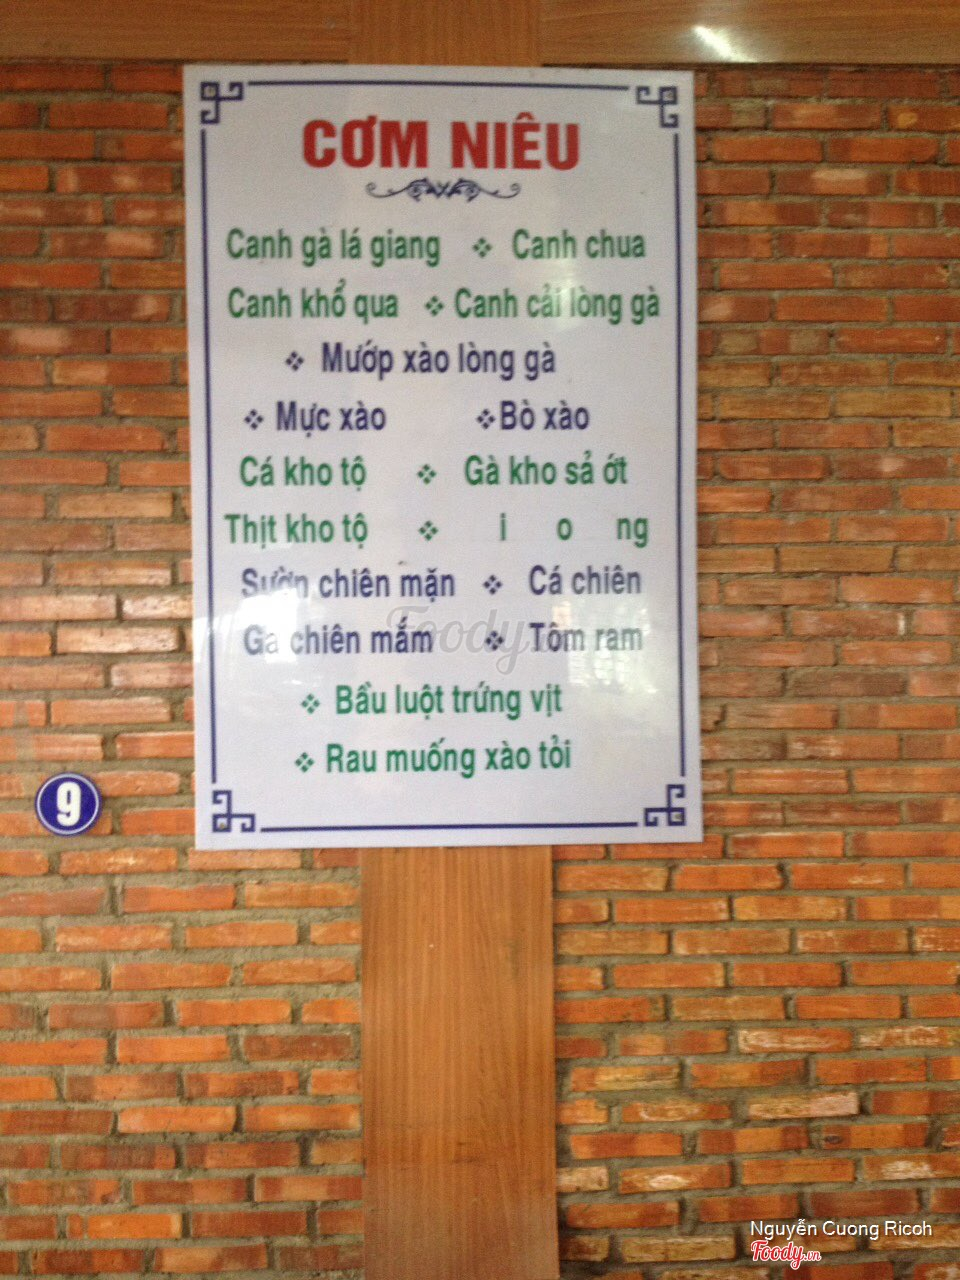 CƠM NIÊU
Canh gà lá giang ❖ Canh chua
Canh khổ qua ❖ Canh cải lòng gà
❖ Mướp xào lòng gà
❖ Mực xào ❖ Bò xào
Cá kho tộ ❖ Gà kho sả ớt
Thịt kho tộ ❖ i o ng
Sườn chiên mặn ❖ Cá chiên
Gà chiên mắm ❖ Tôm ram
❖ Bầu luột trứng vịt
❖ Rau muống xào tỏi
9
Foody.vn
Nguyễn Cuong Ricoh
Foody.vn